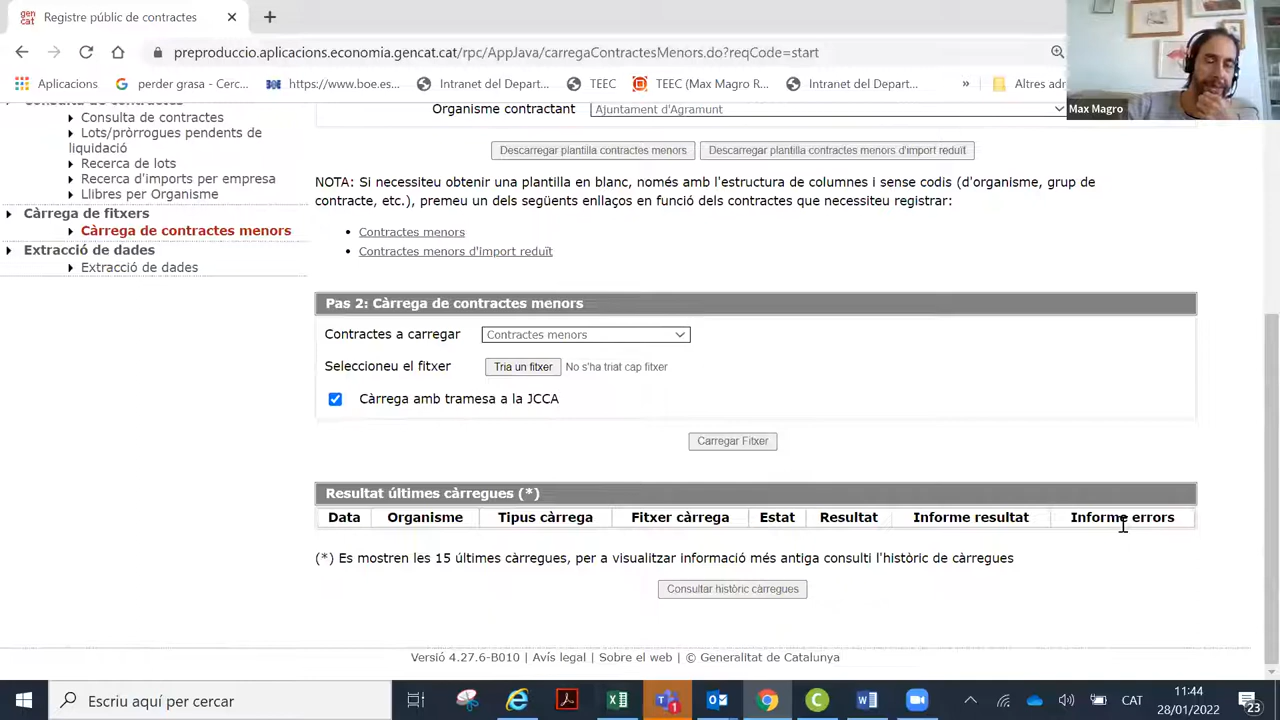 gen
cat
Registre públic de contractes
preproduccio.aplicacions.economia.gencat.cat/rpc/AppJava/carregaContractesMenors.do?reqCode=start
Aplicacions
perder grasa - Cerc...
https://www.boe.es...
Intranet del Depart...
TEEC
TEEC (Max Magro R...
Intranet del Depart...
»
Altres adr
Max Magro
Consulta de contractes
Consulta de contractes
Lots/pròrrogues pendents de
liquidació
Recerca de lots
Recerca d'imports per empresa
Llibres per Organisme
Càrrega de fitxers
Càrrega de contractes menors
Extracció de dades
Extracció de dades
Organisme contractant
Ajuntament d'Agramunt
Descarregar plantilla contractes menors
Descarregar plantilla contractes menors d'import reduït
NOTA: Si necessiteu obtenir una plantilla en blanc, només amb l'estructura de columnes i sense codis (d'organisme, grup de
contracte, etc.), premeu un dels següents enllaços en funció dels contractes que necessiteu registrar:
Contractes menors
Contractes menors d'import reduït
Pas 2: Càrrega de contractes menors
Contractes a carregar
Contractes menors
Seleccioneu el fitxer
Tria un fitxer
No s'ha triat cap fitxer
Càrrega amb tramesa a la JCCA
Carregar Fitxer
Resultat últimes càrregues (*)
Data
Organisme
Tipus càrrega
Fitxer càrrega
Estat
Resultat
Informe resultat
Informe errors
(*) Es mostren les 15 últimes càrregues, per a visualitzar informació més antiga consulti l'històric de càrregues
Consultar històric càrregues
Versió 4.27.6-B010 | Avís legal | Sobre el web | © Generalitat de Catalunya
Escriu aquí per cercar
1
CAT
11:44
28/01/2022
23